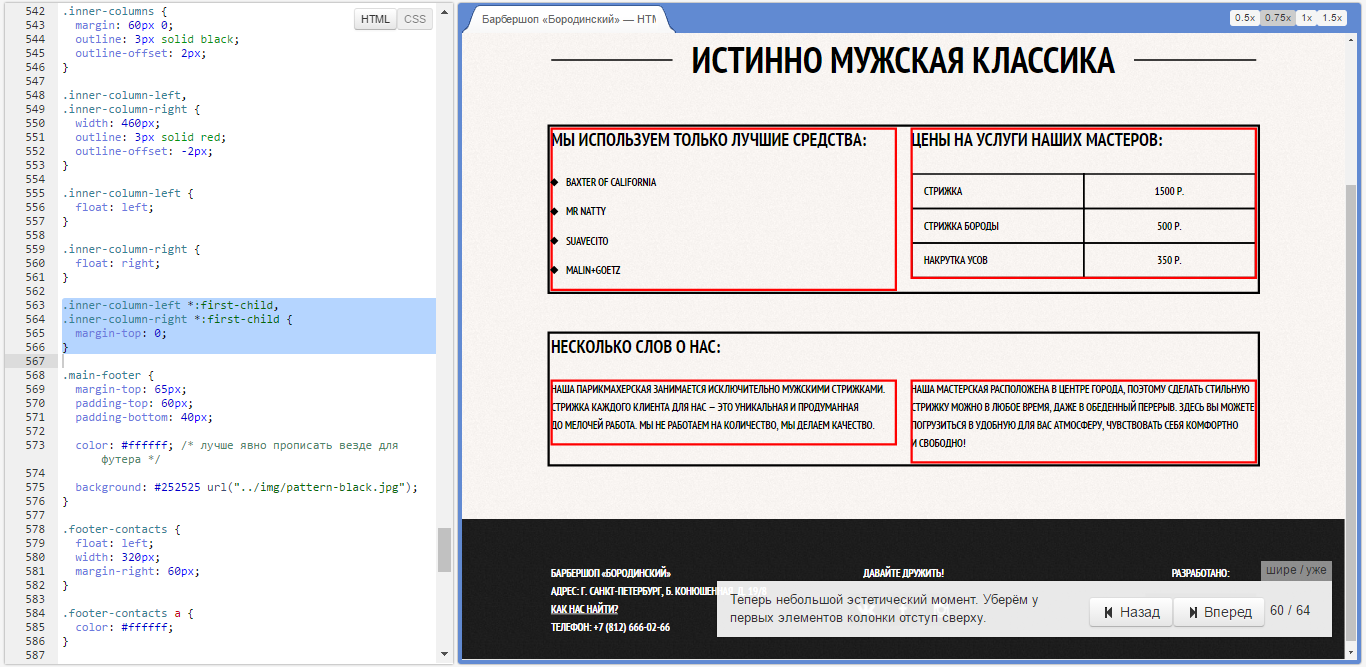 542 .inner-columns {
543   margin: 60px 0;
544   outline: 3px solid black;
545   outline-offset: 2px;
546 }
547
548 .inner-column-left,
549 .inner-column-right {
550   width: 460px;
551   outline: 3px solid red;
552   outline-offset: -2px;
553 }
554
555 .inner-column-left {
556   float: left;
557 }
558
559 .inner-column-right {
560   float: right;
561 }
562
563 .inner-column-left *:first-child,
564 .inner-column-right *:first-child {
565   margin-top: 0;
566 }
567
568 .main-footer {
569   margin-top: 65px;
570   padding-top: 60px;
571   padding-bottom: 40px;
572
573   color: #ffffff; /* лучше явно прописать везде для
футера */
574
575   background: #252525 url("../img/pattern-black.jpg");
576 }
577
578 .footer-contacts {
579   float: left;
580   width: 320px;
581   margin-right: 60px;
582 }
583
584 .footer-contacts a {
585   color: #ffffff;
586 }
587
HTML CSS
Барбершоп «Бородинский» — HTM
0.5x 0.75x 1x 1.5x
ИСТИННО МУЖСКАЯ КЛАССИКА
МЫ ИСПОЛЬЗУЕМ ТОЛЬКО ЛУЧШИЕ СРЕДСТВА:
BAXTER OF CALIFORNIA
MR NATTY
SUAVECITO
MALIN+GOETZ
ЦЕНЫ НА УСЛУГИ НАШИХ МАСТЕРОВ:
СТРИЖКА 1500 Р.
СТРИЖКА БОРОДЫ 500 Р.
НАКРУТКА УСОВ 350 Р.
НЕСКОЛЬКО СЛОВ О НАС:
НАША ПАРИКМАХЕРСКАЯ ЗАНИМАЕТСЯ ИСКЛЮЧИТЕЛЬНО МУЖСКИМИ СТРИЖКАМИ.
СТРИЖКА КАЖДОГО КЛИЕНТА ДЛЯ НАС – ЭТО УНИКАЛЬНАЯ И ПРОДУМАННАЯ
ДО МЕЛОЧЕЙ РАБОТА. МЫ НЕ РАБОТАЕМ НА КОЛИЧЕСТВО, МЫ ДЕЛАЕМ КАЧЕСТВО.
НАША МАСТЕРСКАЯ РАСПОЛОЖЕНА В ЦЕНТРЕ ГОРОДА, ПОЭТОМУ СДЕЛАТЬ СТИЛЬНУЮ
СТРИЖКУ МОЖНО В ЛЮБОЕ ВРЕМЯ, ДАЖЕ В ОБЕДЕННЫЙ ПЕРЕРЫВ. ЗДЕСЬ ВЫ МОЖЕТЕ
ПОГРУЗИТЬСЯ В УДОБНУЮ ДЛЯ ВАС АТМОСФЕРУ, ЧУВСТВОВАТЬ СЕБЯ КОМФОРТНО
И СВОБОДНО!
БАРБЕРШОП «БОРОДИНСКИЙ»
АДРЕС: Г. САНКТ-ПЕТЕРБУРГ, Б. КОНЮШЕННАЯ, Д. 19/8
КАК НАС НАЙТИ?
ТЕЛЕФОН: +7 (812) 666-02-66
ДАВАЙТЕ ДРУЖИТЬ!
РАЗРАБОТАНО:
шире / уже
Теперь небольшой эстетический момент. Уберём у
первых элементов колонки отступ сверху.
Назад Вперед 60 / 64